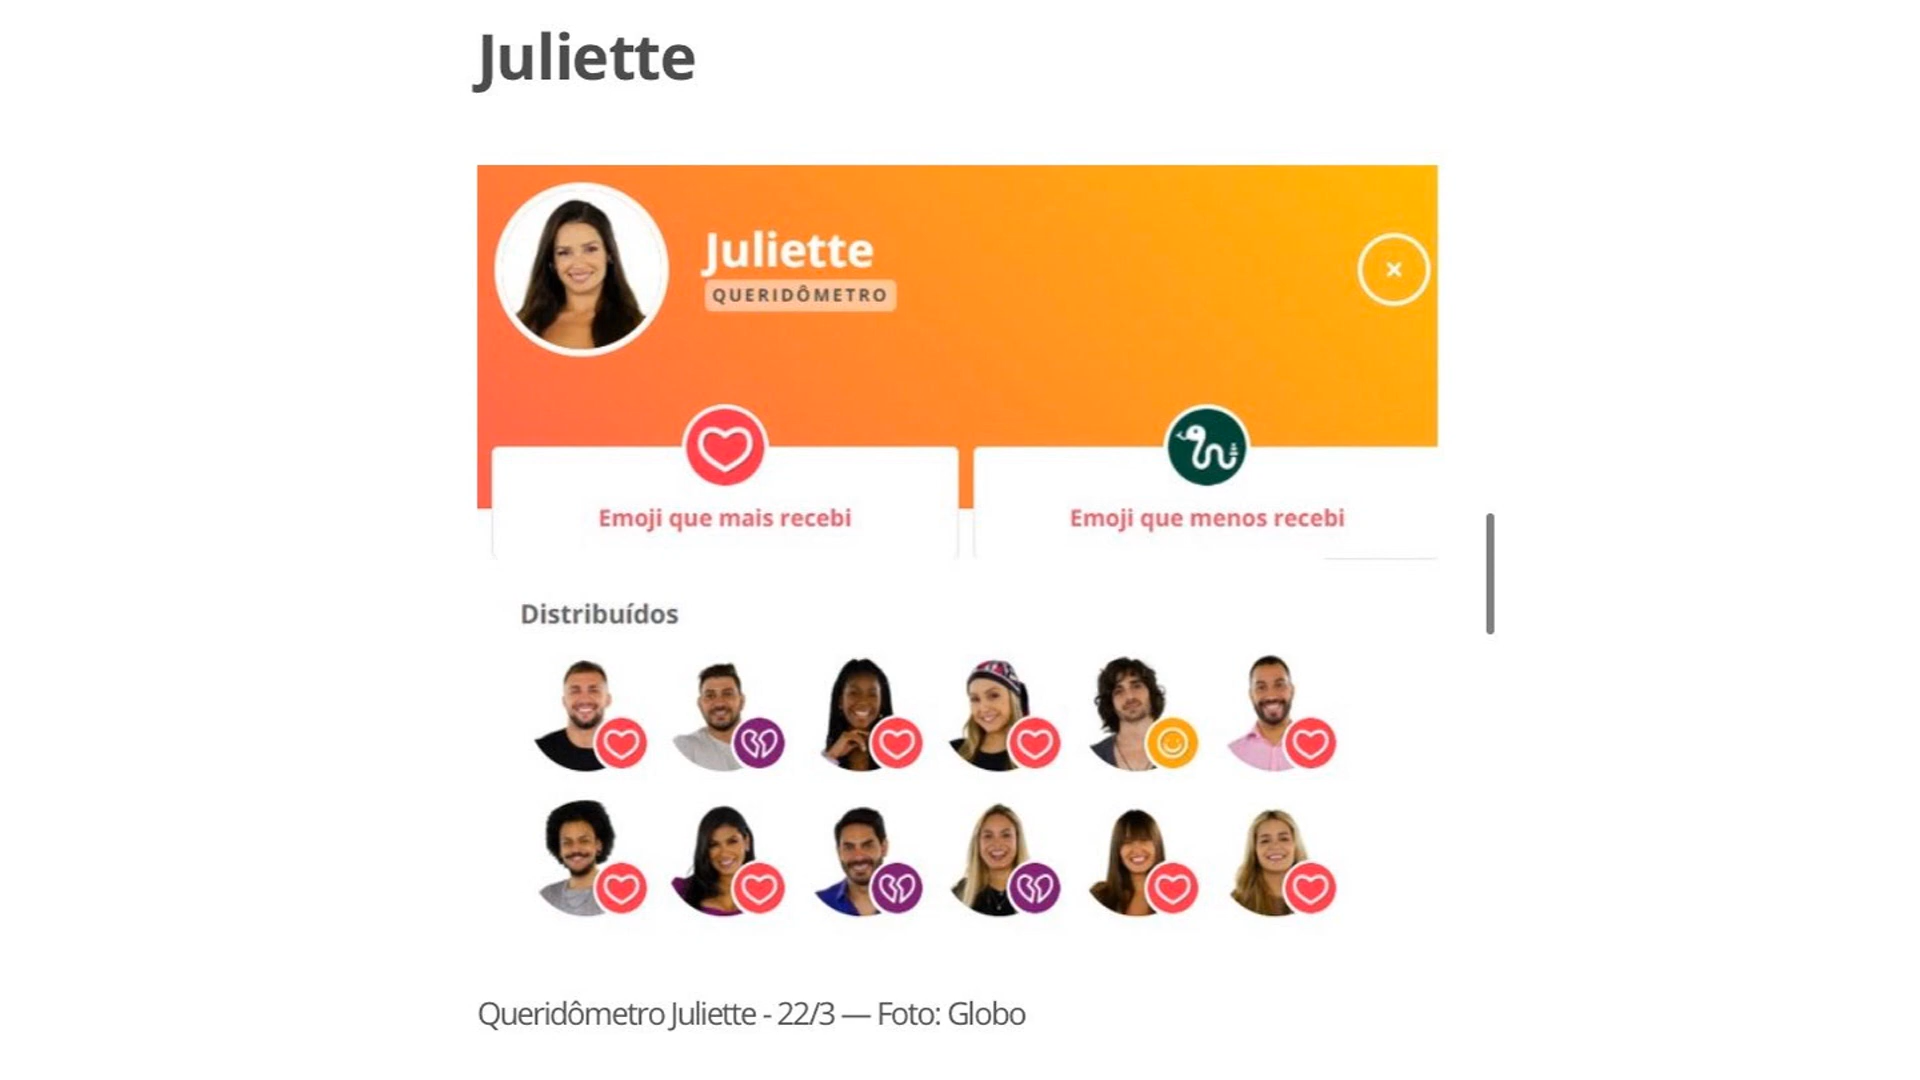 Juliette
Juliette
QUERIDÔMETRO
Emoji que mais recebi
Emoji que menos recebi
Distribuídos
Queridômetro Juliette - 22/3 — Foto: Globo